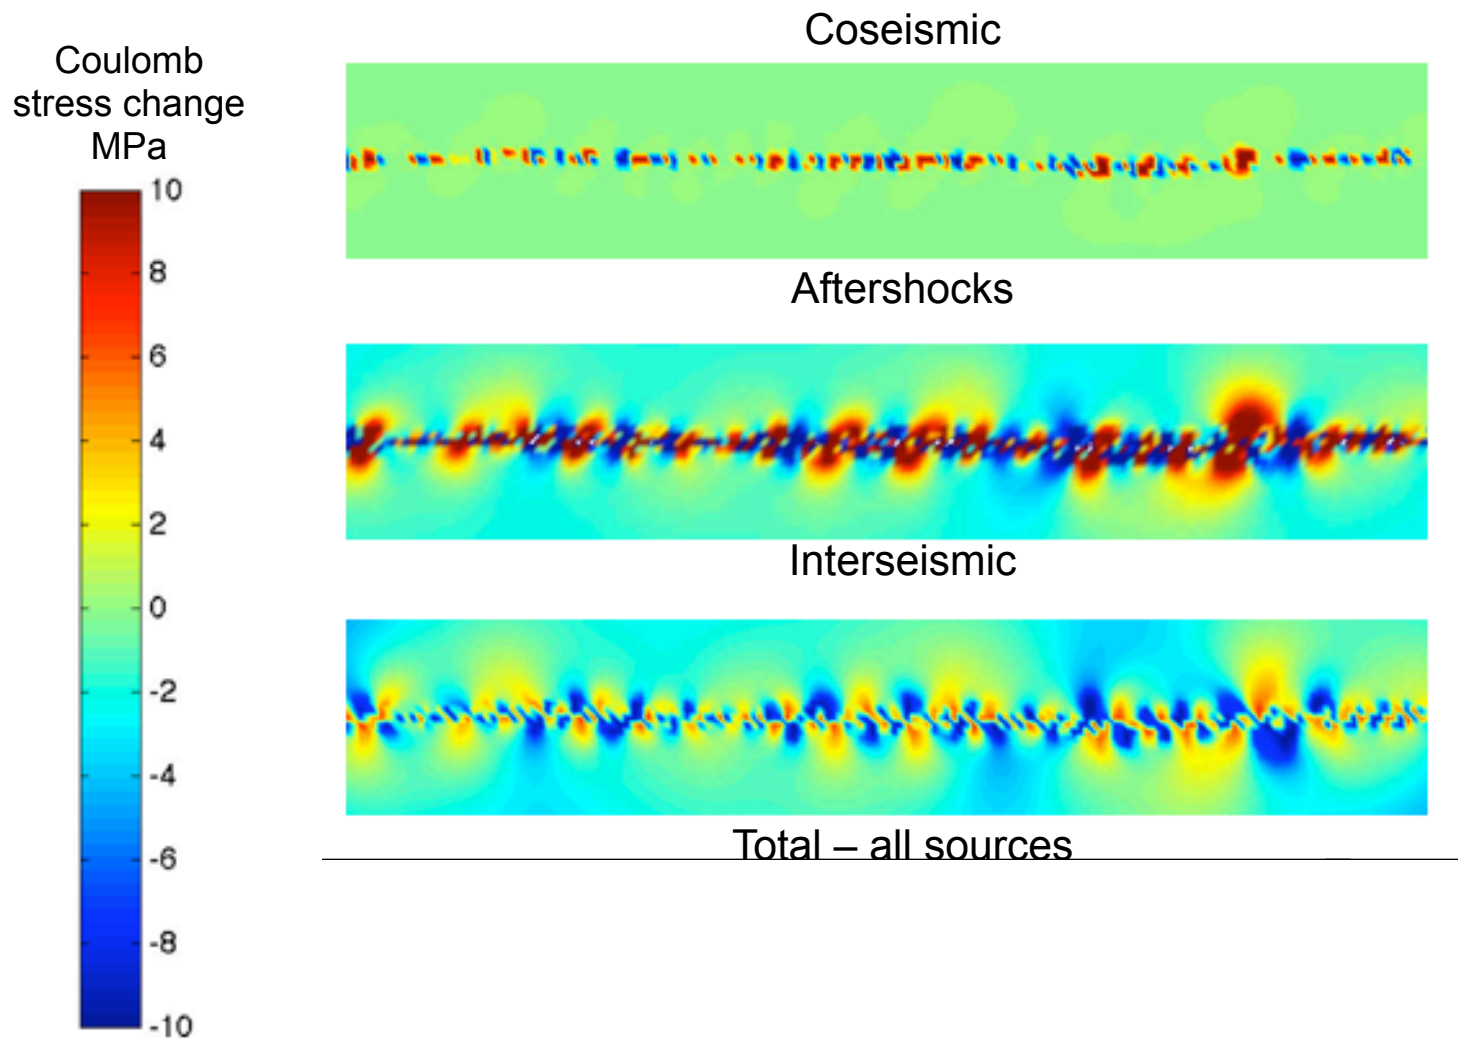 Coulomb
stress change
MPa
10
8
6
4
2
0
-2
-4
-6
-8
-10
Coseismic
Aftershocks
Interseismic
Total – all sources